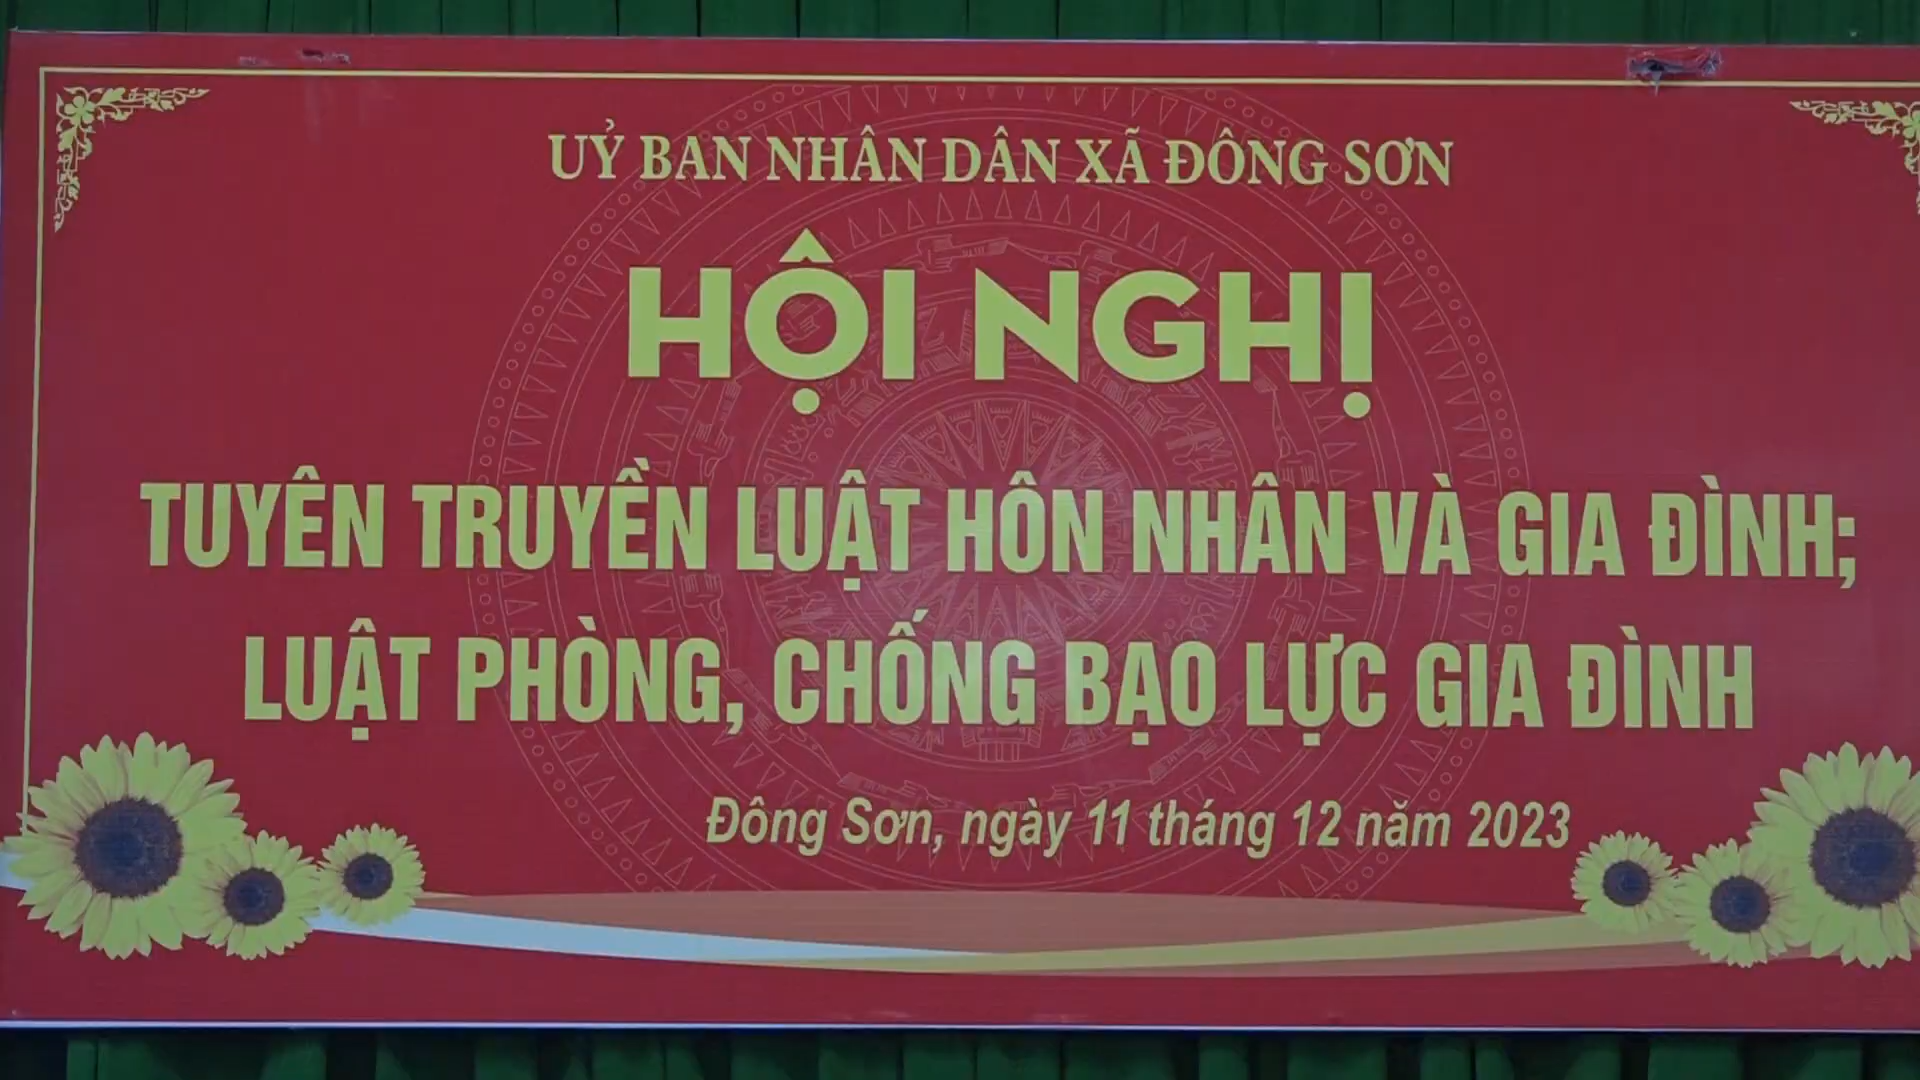 UỶ BAN NHÂN DÂN XÃ ĐÔNG SƠN
HỘI NGHỊ
TUYÊN TRUYỀN LUẬT HÔN NHÂN VÀ GIA ĐÌNH;
LUẬT PHÒNG, CHỐNG BẠO LỰC GIA ĐÌNH
Đông Sơn, ngày 11 tháng 12 năm 2023